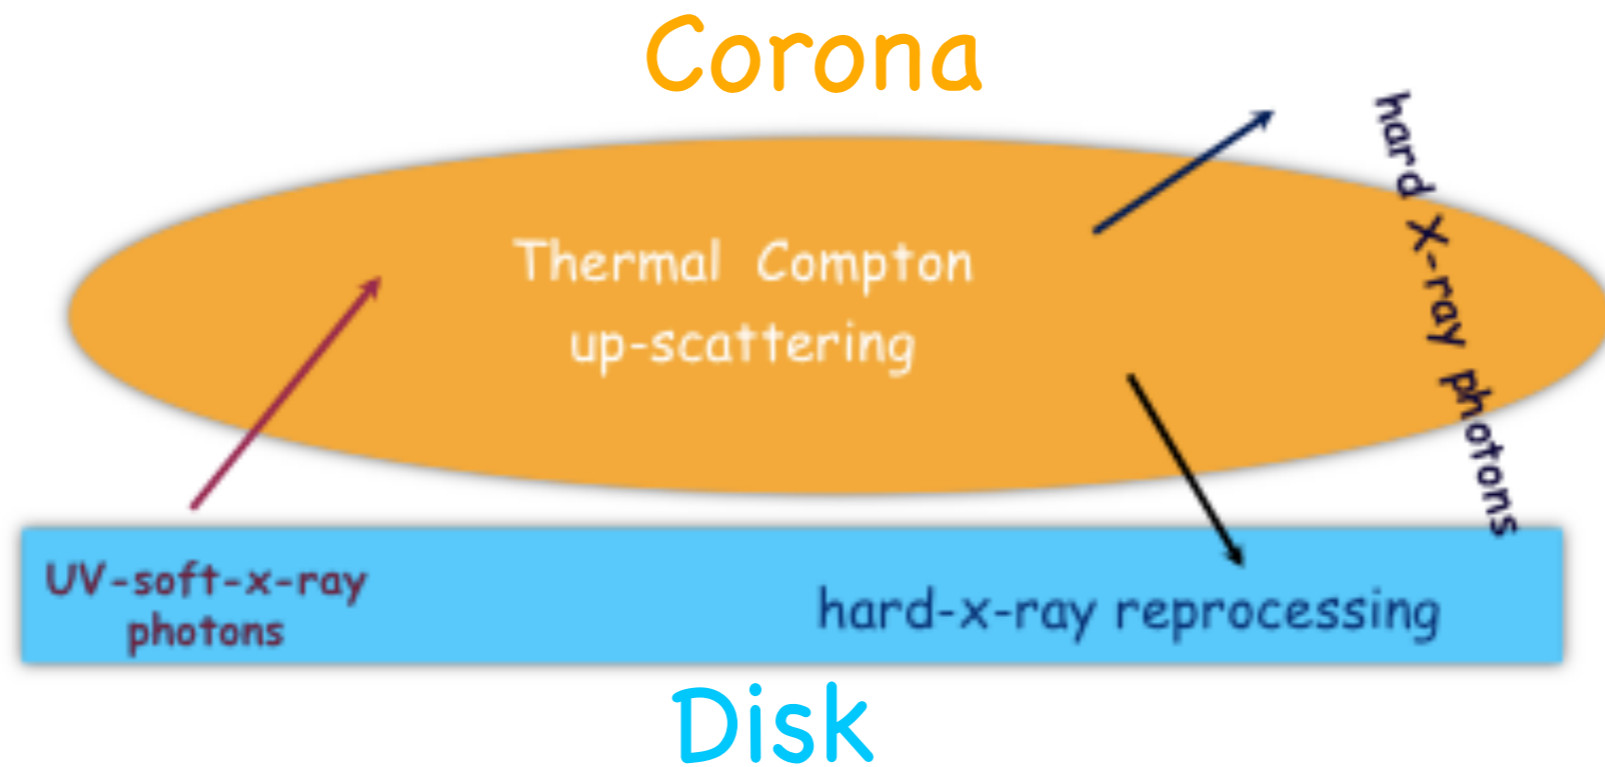 Corona
hard X-ray photons
Thermal Compton
up-scattering
UV-soft-x-ray
photons
hard-x-ray reprocessing
Disk